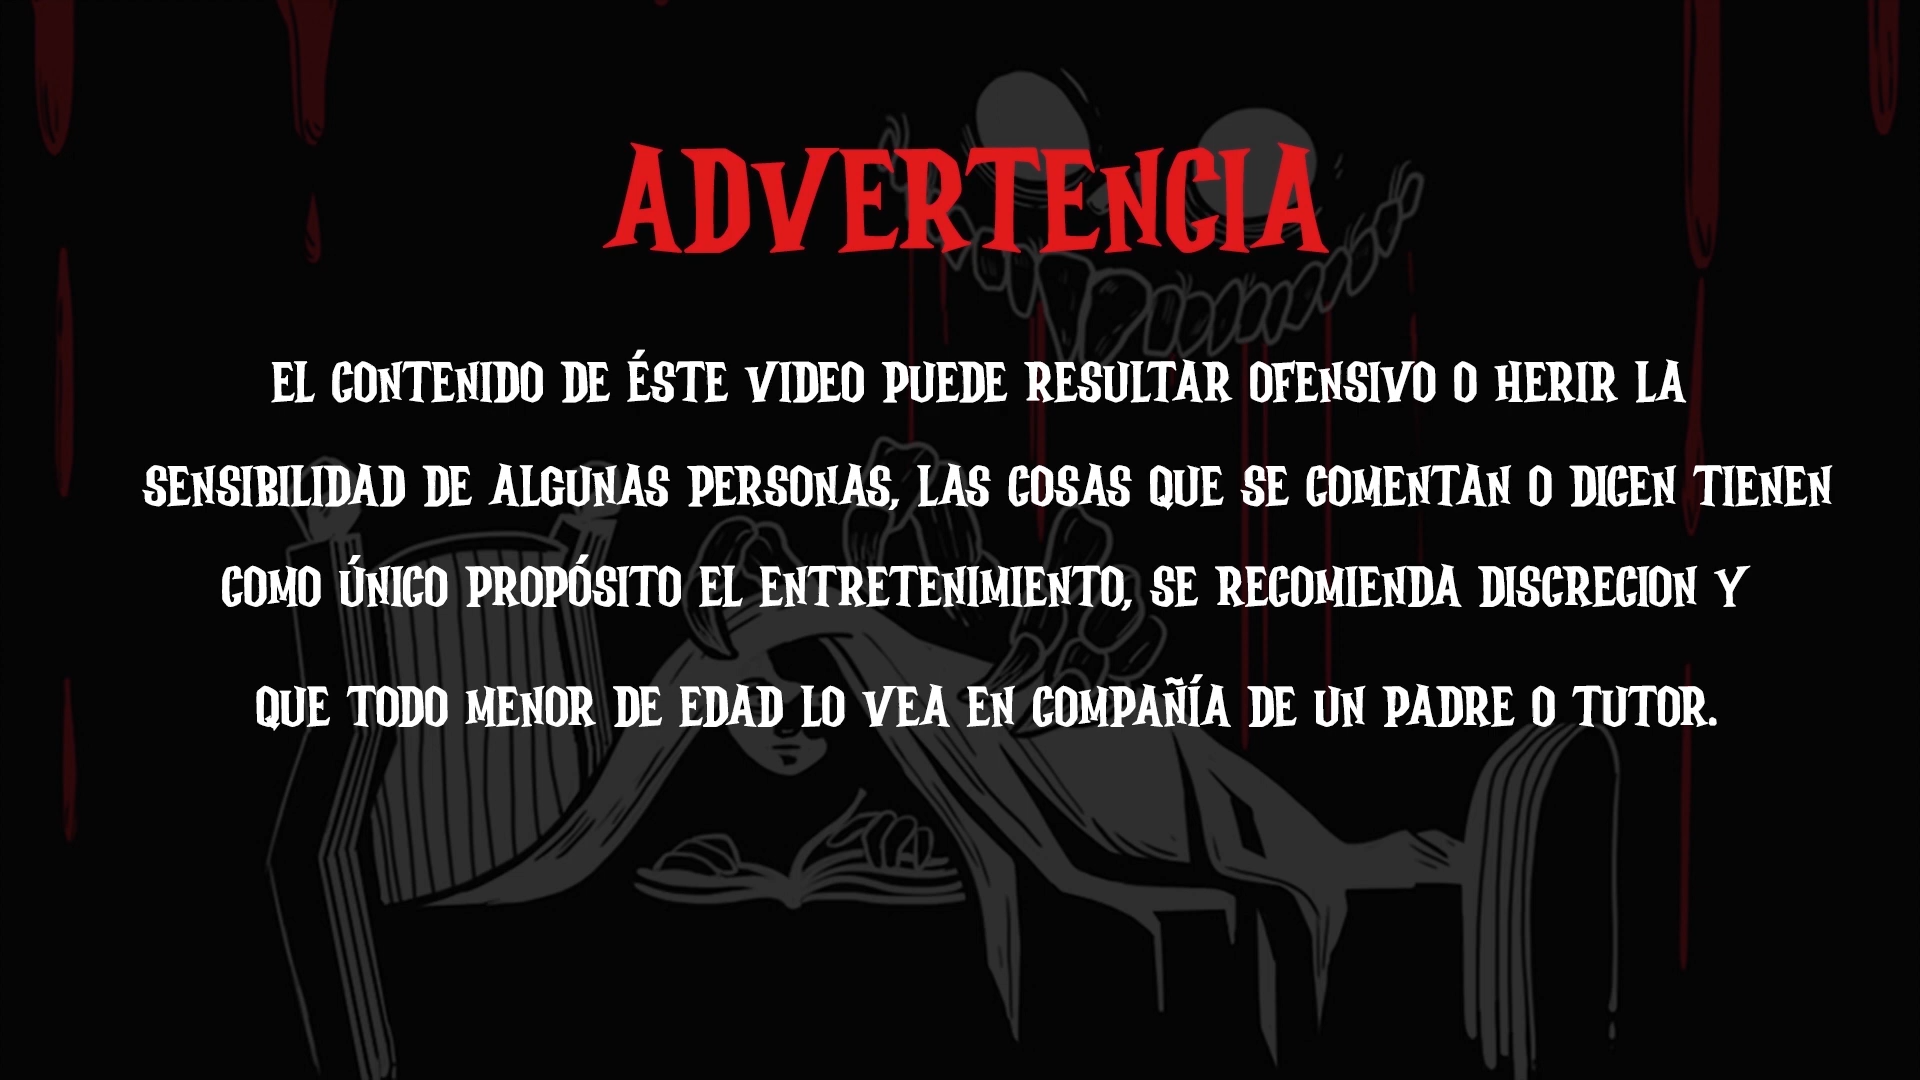 ADVERTENCIA
EL CONTENIDO DE ÉSTE VIDEO PUEDE RESULTAR OFENSIVO O HERIR LA
SENSIBILIDAD DE ALGUNAS PERSONAS, LAS COSAS QUE SE COMENTAN O DICEN TIENEN
COMO ÚNICO PROPÓSITO EL ENTRETENIMIENTO, SE RECOMIENDA DISCRECION Y
QUE TODO MENOR DE EDAD LO VEA EN COMPAÑÍA DE UN PADRE O TUTOR.